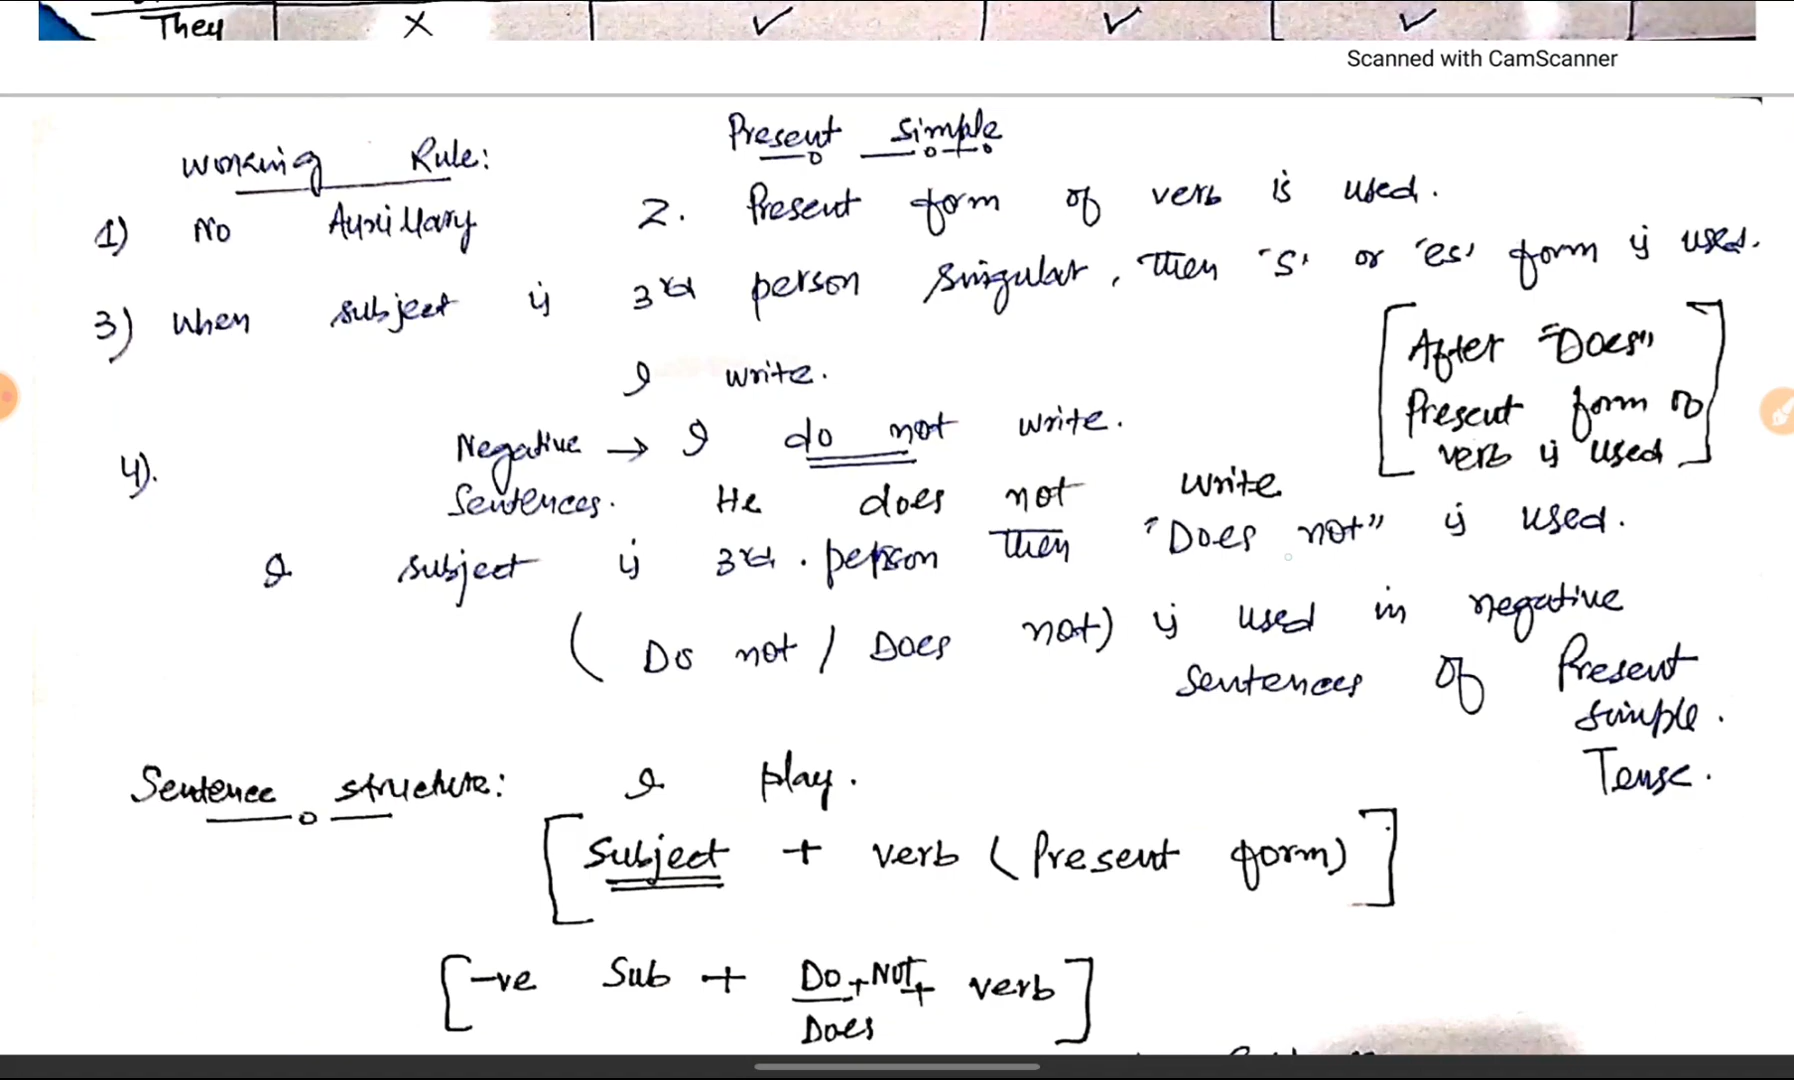 They X ✓ ✓ ✓
Scanned with CamScanner
Present Simple
Working Rule:
1) No Auxillary 2. Present form of verb is used.
3) When subject is 3rd person singular, then 's' or 'es' form is used.
I write.
After "Does"
Present form of
verb is used
4). Negative → I do not write.
Sentences. He does not write
I subject is 3rd. person then "Does not" is used.
(Do not / Does not) is used in negative
sentences of Present
simple.
Tense.
Sentence structure: I play.
[Subject + verb (Present form)]
[-ve Sub + Do + NOT + verb]
Does